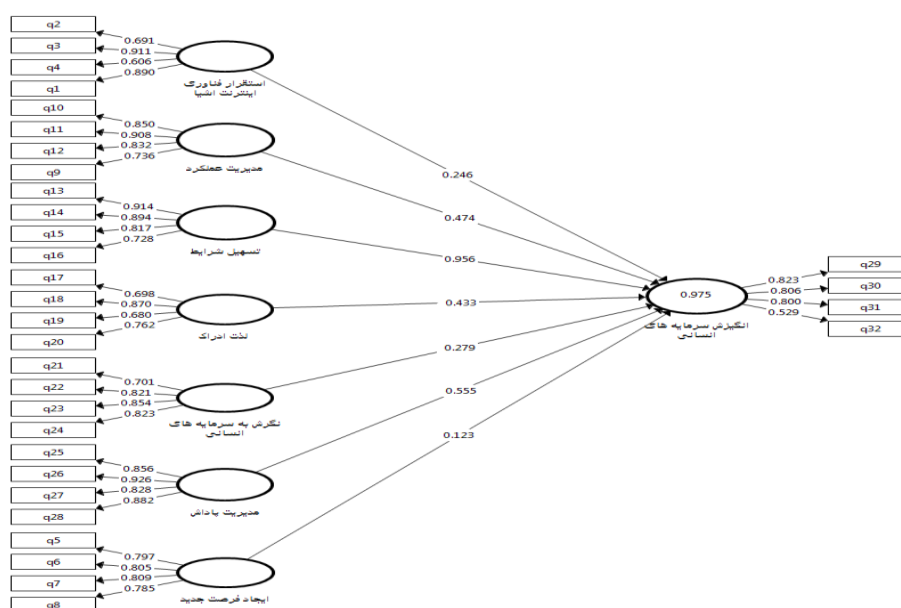 q2
q3
q4
q1
0.691
0.911
0.606
0.890
استقرار فناوری
اینترنت اشیا
q10
q11
q12
q9
0.850
0.908
0.832
0.736
مدیریت عملکرد
q13
q14
q15
q16
0.914
0.894
0.817
0.728
تسهیل شرایط
q17
q18
q19
q20
0.698
0.870
0.680
0.762
لذت ادراک
q21
q22
q23
q24
0.701
0.821
0.854
0.823
نگرش به سرمایه های
انسانی
q25
q26
q27
q28
0.856
0.926
0.828
0.882
مدیریت پاداش
q5
q6
q7
q8
0.797
0.805
0.809
0.785
ایجاد فرصت جدید
0.246
0.474
0.956
0.433
0.279
0.555
0.123
0.975
انگیزش سرمایه های
انسانی
0.823
0.806
0.800
0.529
q29
q30
q31
q32